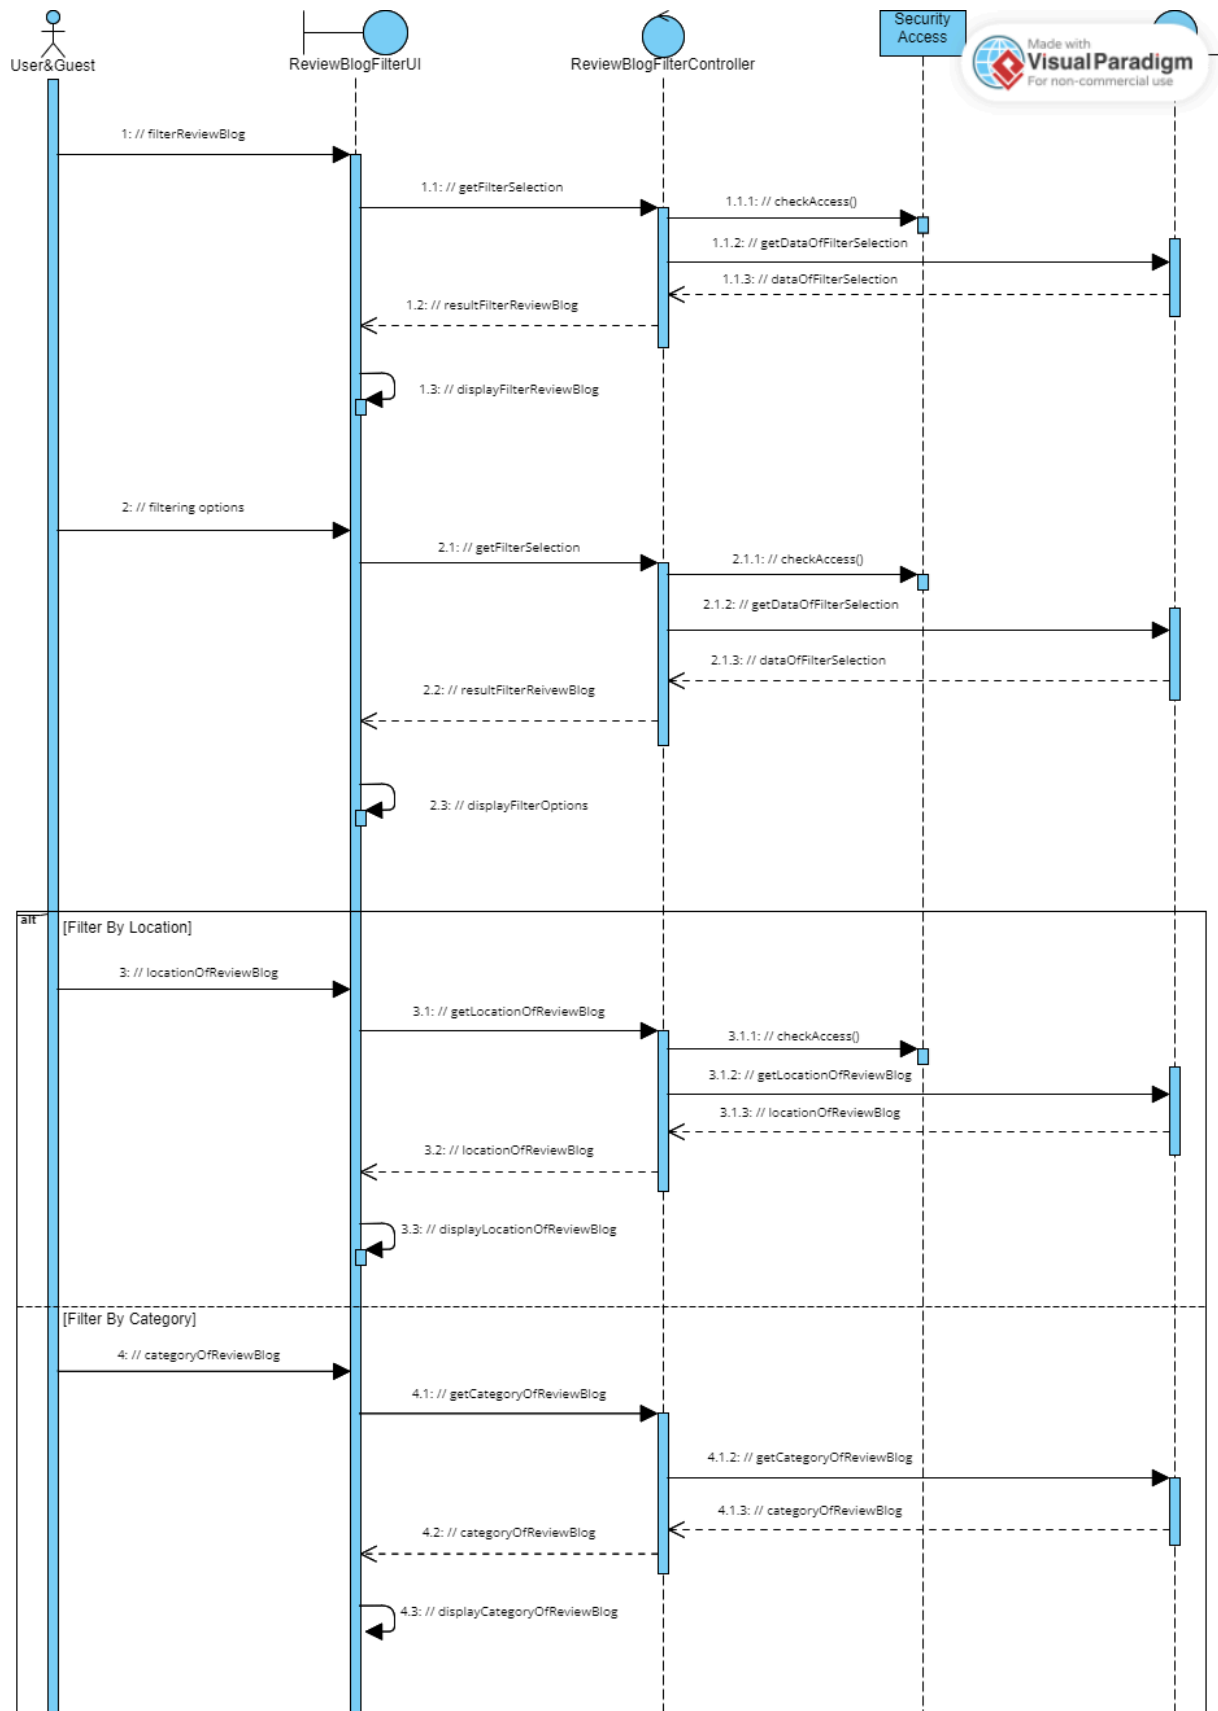 Security
Access
Made with
VisualParadigm
For non-commercial use
User&Guest
ReviewBlogFilterUI
ReviewBlogFilterController
1: // filterReviewBlog
1.1: // getFilterSelection
1.1.1: // checkAccess()
1.1.2: // getDataOfFilterSelection
1.1.3: // dataOfFilterSelection
1.2: // resultFilterReviewBlog
1.3: // displayFilterReviewBlog
2: // filtering options
2.1: // getFilterSelection
2.1.1: // checkAccess()
2.1.2: // getDataOfFilterSelection
2.1.3: // dataOfFilterSelection
2.2: // resultFilterReivewBlog
2.3: // displayFilterOptions
alt
[Filter By Location]
3: // locationOfReviewBlog
3.1: // getLocationOfReviewBlog
3.1.1: // checkAccess()
3.1.2: // getLocationOfReviewBlog
3.1.3: // locationOfReviewBlog
3.2: // locationOfReviewBlog
3.3: // displayLocationOfReviewBlog
[Filter By Category]
4: // categoryOfReviewBlog
4.1: // getCategoryOfReviewBlog
4.1.2: // getCategoryOfReviewBlog
4.1.3: // categoryOfReviewBlog
4.2: // categoryOfReviewBlog
4.3: // displayCategoryOfReviewBlog